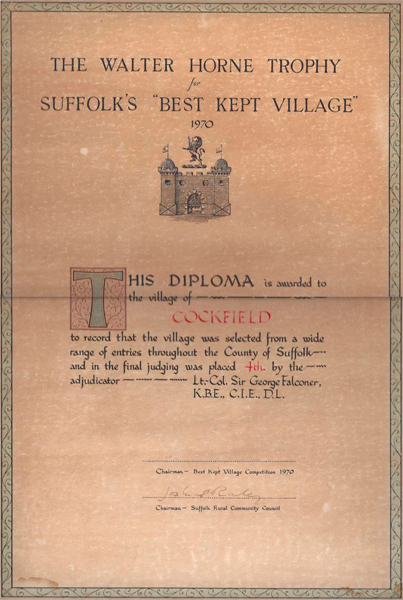 THE WALTER HORNE TROPHY
for
SUFFOLK'S "BEST KEPT VILLAGE"
1970
THIS DIPLOMA is awarded to
the village of
COCKFIELD
to record that the village was selected from a wide
range of entries throughout the County of Suffolk
and in the final judging was placed 4th. by the
adjudicator Lt.-Col. Sir George Falconer,
K.B.E., C.I.E., D.L.
Chairman - Best Kept Village Competition 1970
Chairman - Suffolk Rural Community Council